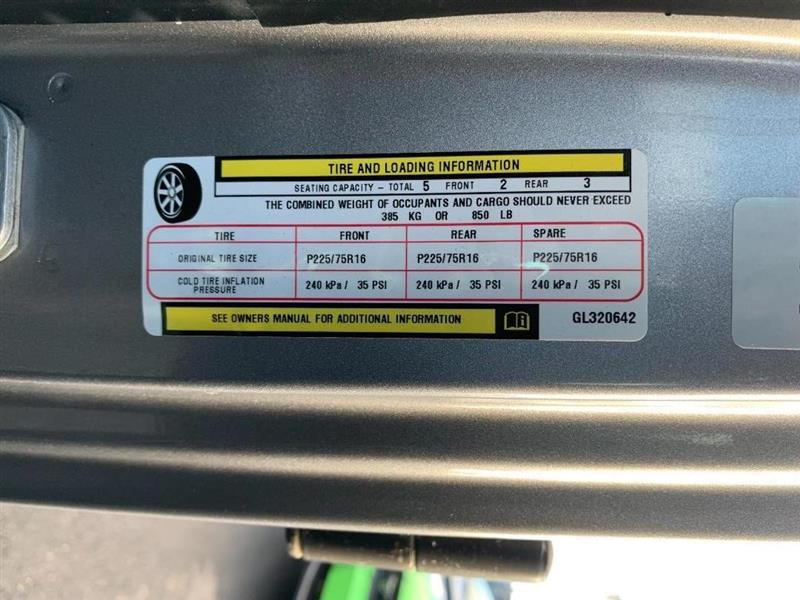 TIRE AND LOADING INFORMATION
SEATING CAPACITY – TOTAL 5 FRONT 2 REAR 3
THE COMBINED WEIGHT OF OCCUPANTS AND CARGO SHOULD NEVER EXCEED
385 KG OR 850 LB
TIRE FRONT REAR SPARE
ORIGINAL TIRE SIZE P225/75R16 P225/75R16 P225/75R16
COLD TIRE INFLATION PRESSURE 240 kPa / 35 PSI 240 kPa / 35 PSI 240 kPa / 35 PSI
SEE OWNERS MANUAL FOR ADDITIONAL INFORMATION GL320642